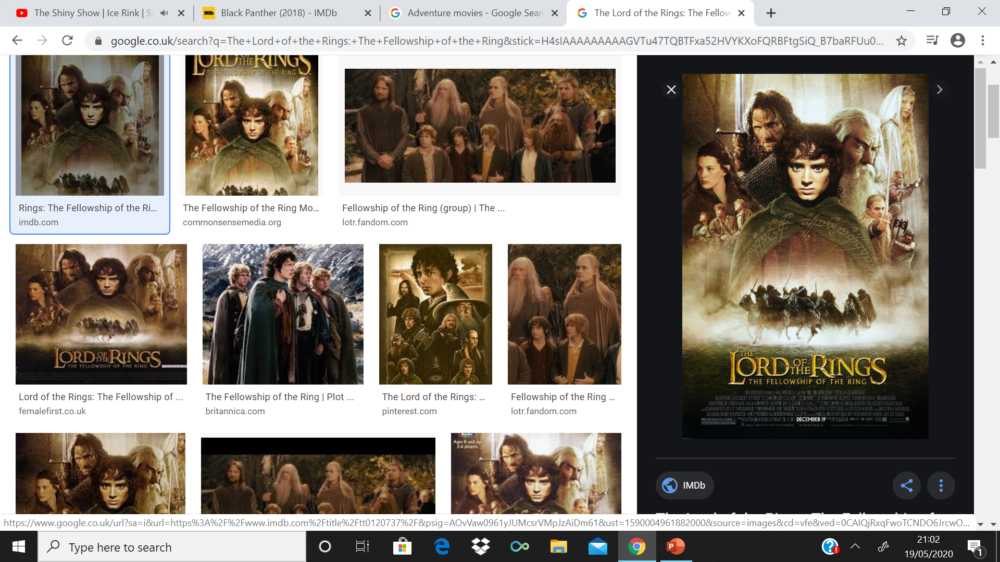 The Shiny Show | Ice Rink | S2
Black Panther (2018) - IMDb
Adventure movies - Google Sear
The Lord of the Rings: The Fellow
google.co.uk/search?q=The+Lord+of+the+Rings:+The+Fellowship+of+the+Ring&stick=H4sIAAAAAAAAAGVTu47TQBTFxa52HVYKXoFQRBFtgSiQ_B7baRFUu0...
LORD OF THE RINGS
THE FELLOWSHIP OF THE RING
Rings: The Fellowship of the Ri...
imdb.com
The Fellowship of the Ring Mo...
commonsensemedia.org
Fellowship of the Ring (group) | The ...
lotr.fandom.com
THE
LORD OF THE RINGS
THE FELLOWSHIP OF THE RING
Lord of the Rings: The Fellowship of ...
femalefirst.co.uk
The Fellowship of the Ring | Plot ...
britannica.com
The Lord of the Rings: ...
pinterest.com
Fellowship of the Ring ...
lotr.fandom.com
Ages 8 and up
2-6 players
THE
LORD OF THE RINGS
THE FELLOWSHIP OF THE RING
DECEMBER 19
IMDb
https://www.google.co.uk/url?sa=i&url=https%3A%2F%2Fwww.imdb.com%2Ftitle%2Ftt0120737%2F&psig=AOvVaw0961yJUMcsrVMpJzAiDm61&ust=1590004961882000&source=images&cd=vfe&ved=0CAIQjRxqFwoTCNDO6JrcwO...
Type here to search
21:02
19/05/2020
1